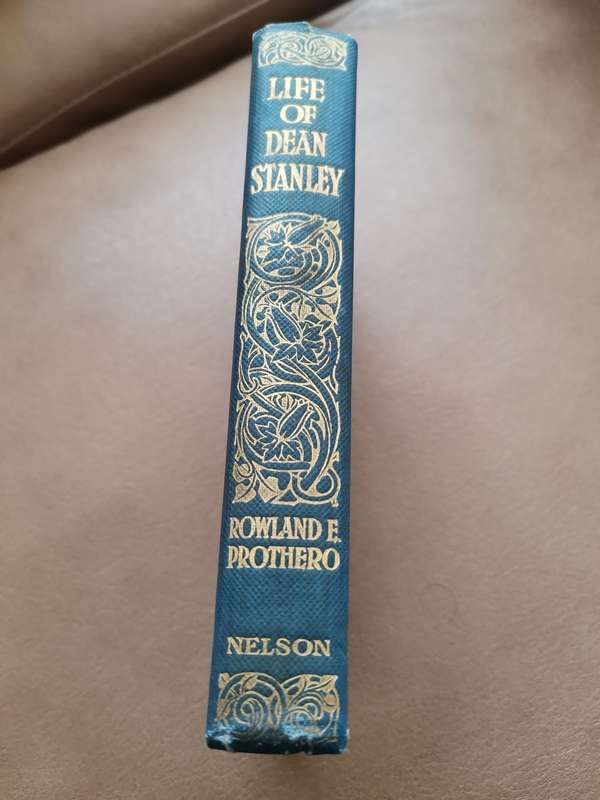 LIFE
OF
DEAN
STANLEY
ROWLAND E.
PROTHERO
NELSON